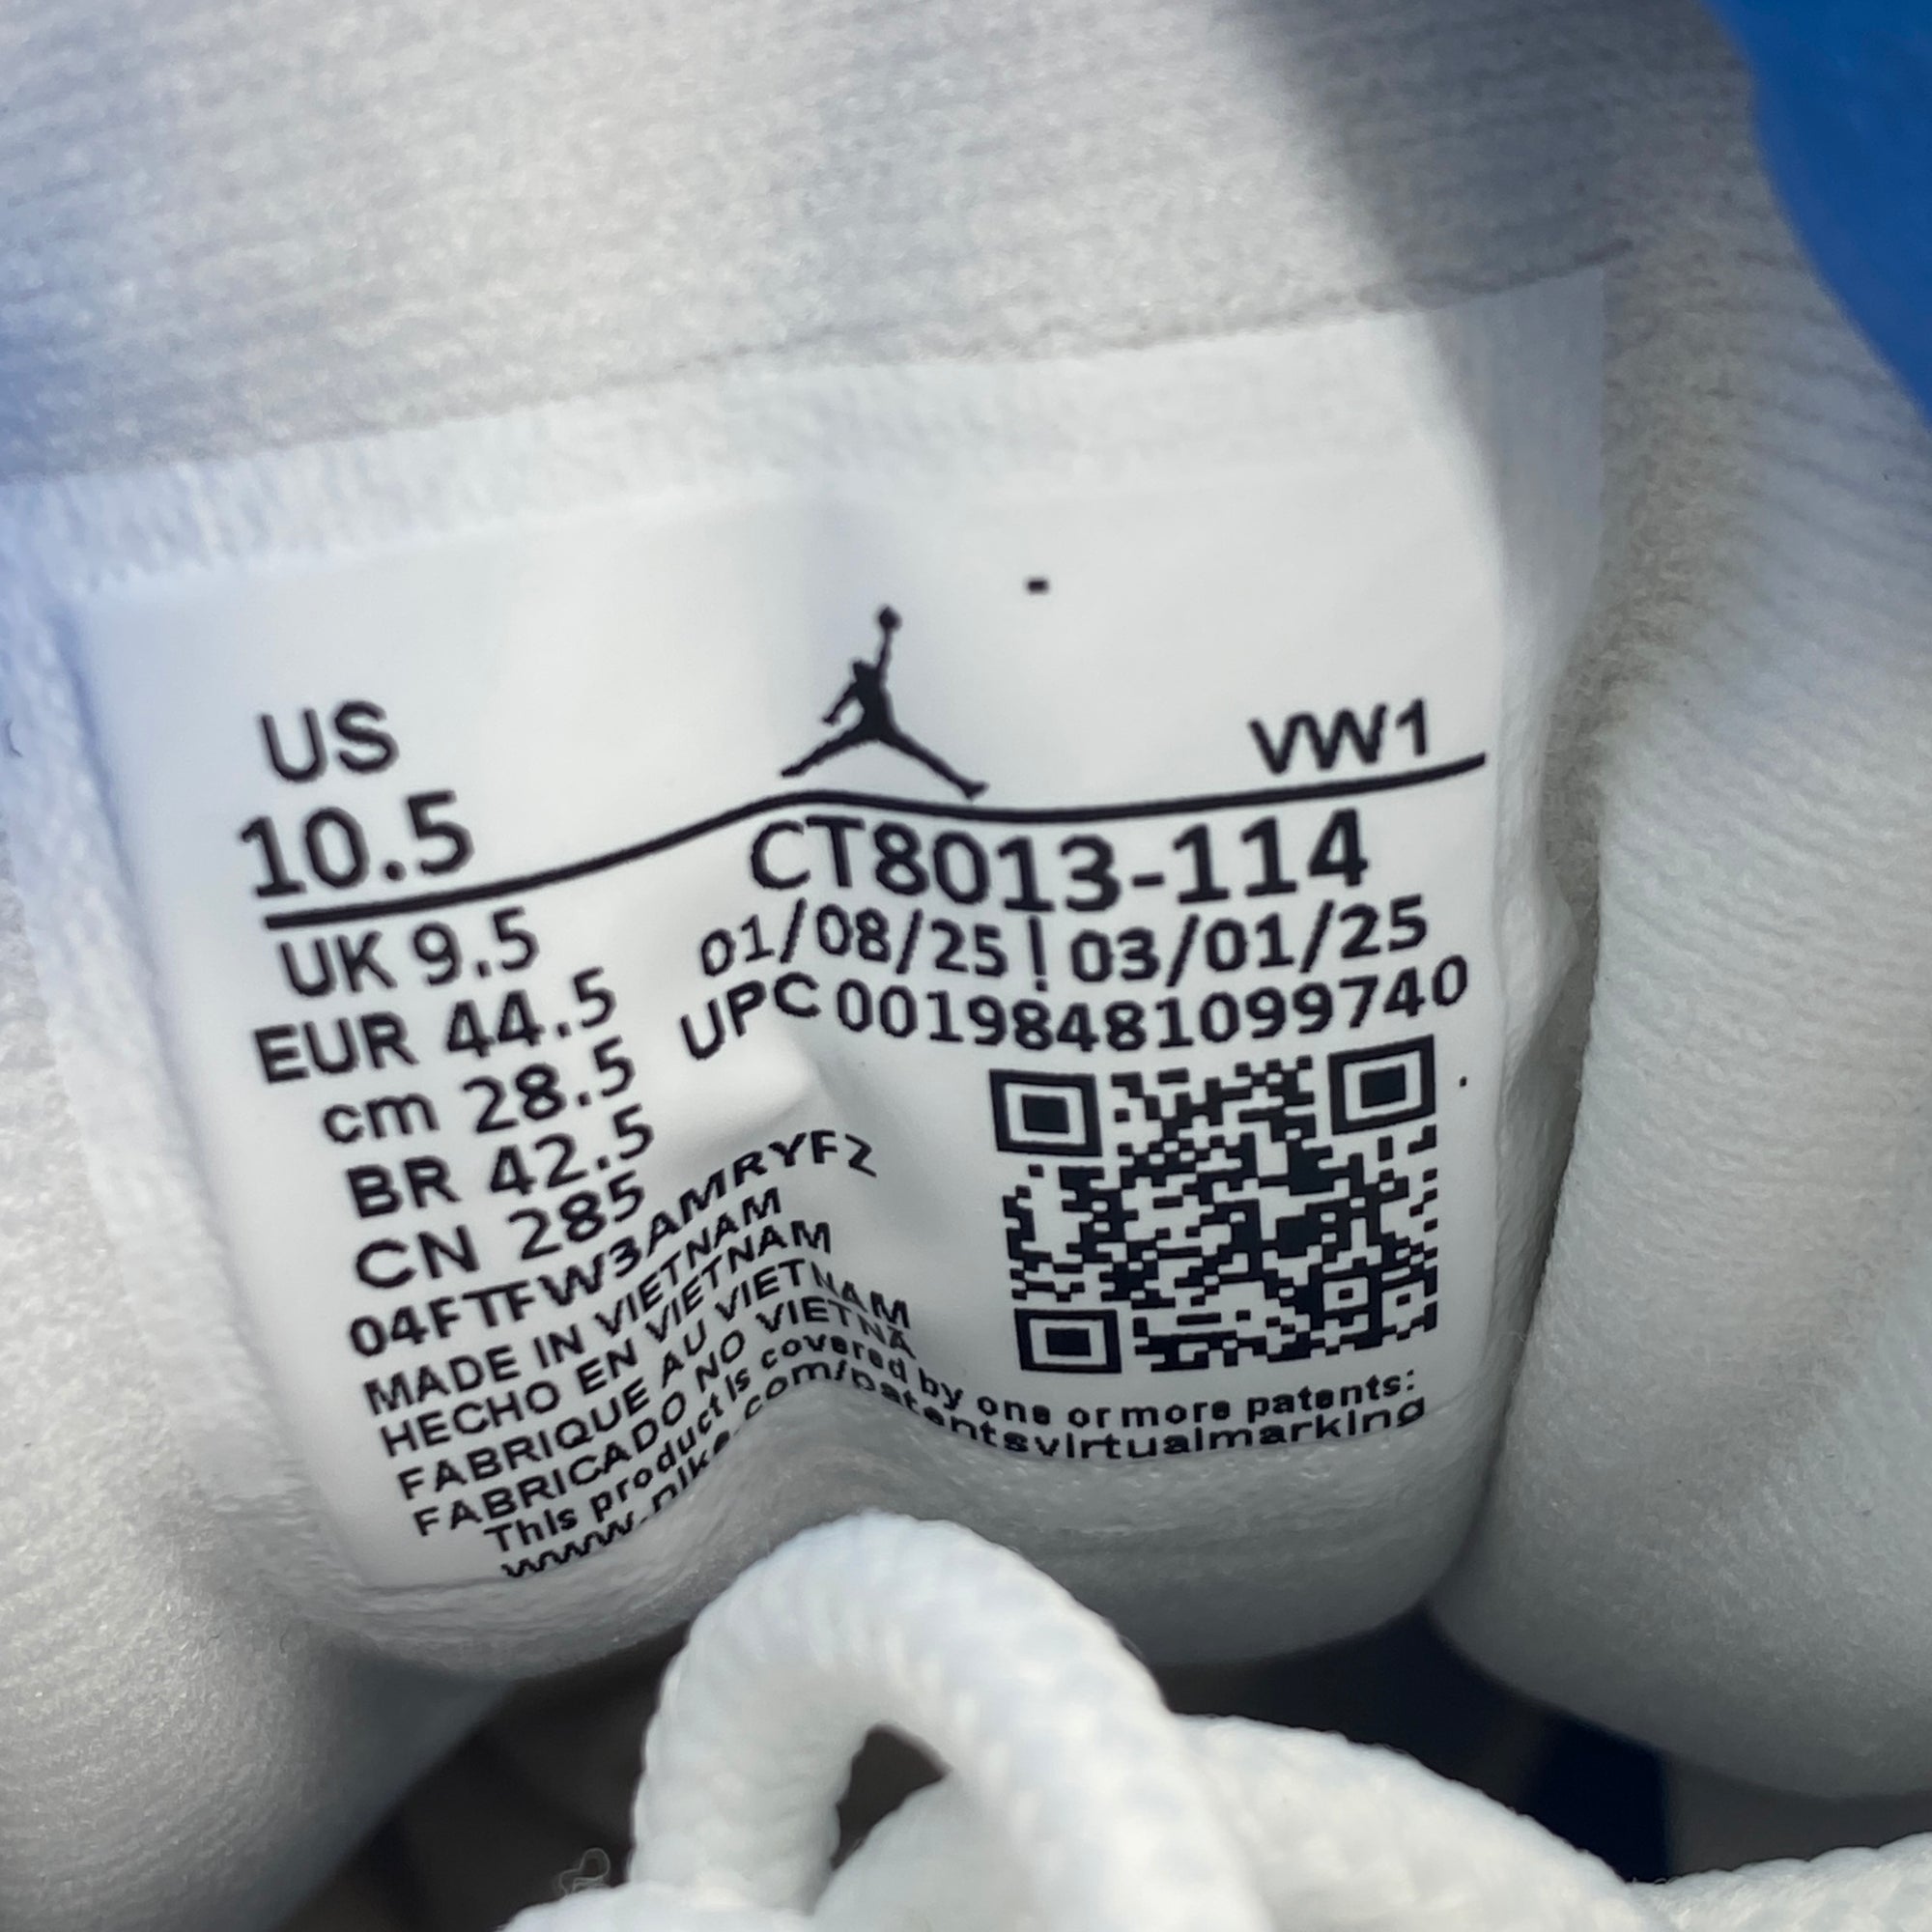 US
10.5
VW1
UK 9.5
EUR 44.5
cm 28.5
BR 42.5
CN 285
CT8013-114
01/08/25 | 03/01/25
UPC 00198481099740
04FTFW3AMRYFZ
MADE IN VIETNAM
HECHO EN VIETNAM
FABRIQUE AU VIETNAM
FABRICADO NO VIETNÃ
This product is covered by one or more patents:
www.nike.com/patentsvirtualmarking